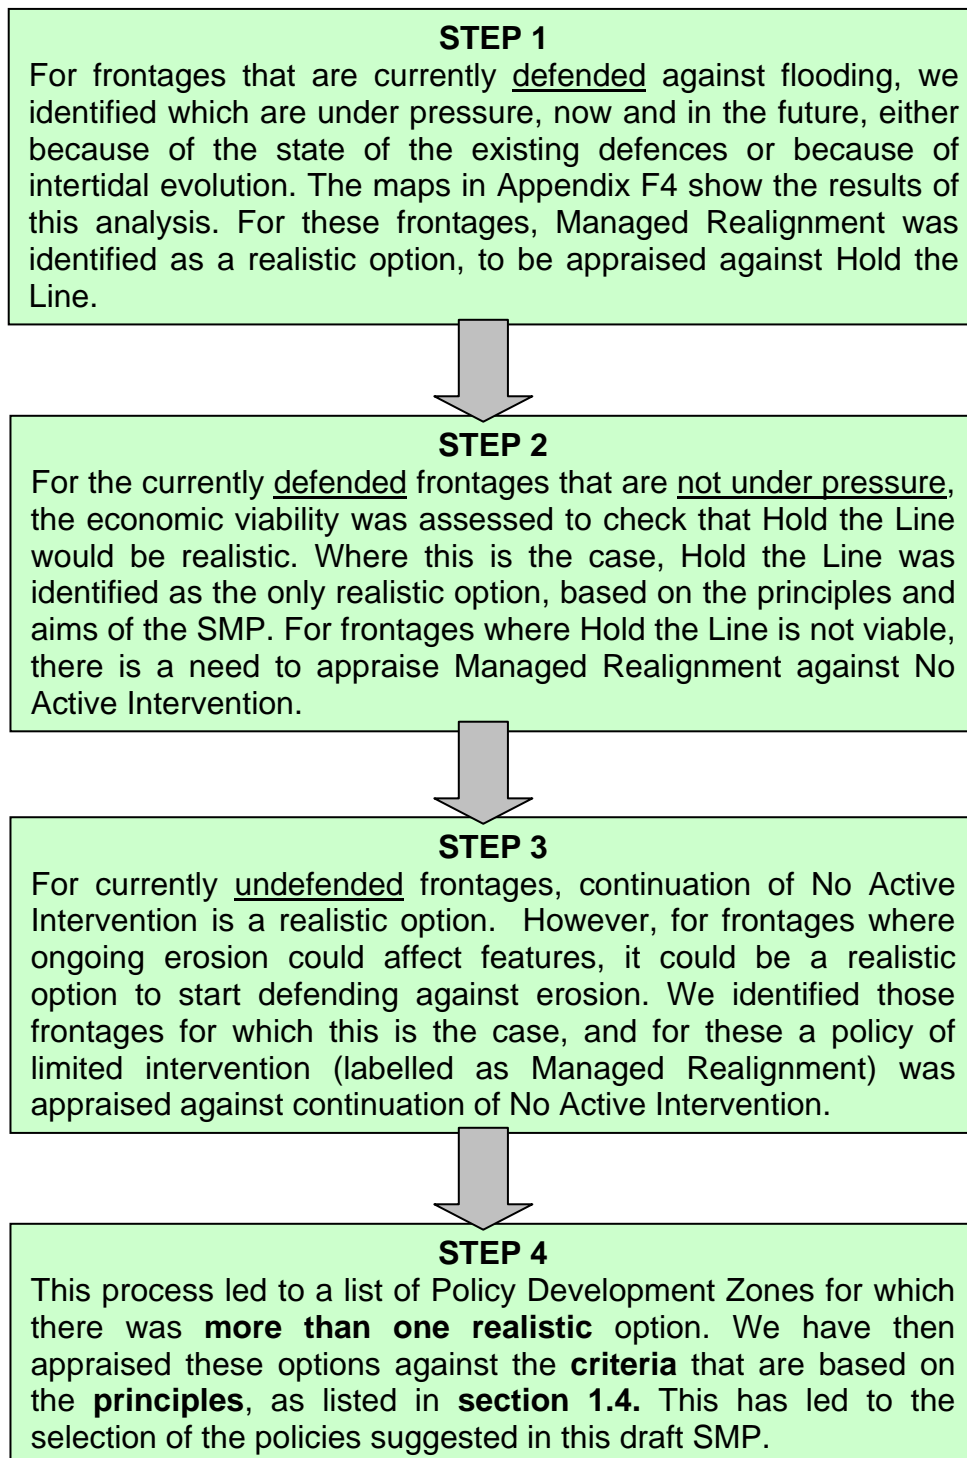 STEP 1
For frontages that are currently defended against flooding, we
identified which are under pressure, now and in the future, either
because of the state of the existing defences or because of
intertidal evolution. The maps in Appendix F4 show the results of
this analysis. For these frontages, Managed Realignment was
identified as a realistic option, to be appraised against Hold the
Line.
STEP 2
For the currently defended frontages that are not under pressure,
the economic viability was assessed to check that Hold the Line
would be realistic. Where this is the case, Hold the Line was
identified as the only realistic option, based on the principles and
aims of the SMP. For frontages where Hold the Line is not viable,
there is a need to appraise Managed Realignment against No
Active Intervention.
STEP 3
For currently undefended frontages, continuation of No Active
Intervention is a realistic option. However, for frontages where
ongoing erosion could affect features, it could be a realistic
option to start defending against erosion. We identified those
frontages for which this is the case, and for these a policy of
limited intervention (labelled as Managed Realignment) was
appraised against continuation of No Active Intervention.
STEP 4
This process led to a list of Policy Development Zones for which
there was more than one realistic option. We have then
appraised these options against the criteria that are based on
the principles, as listed in section 1.4. This has led to the
selection of the policies suggested in this draft SMP.